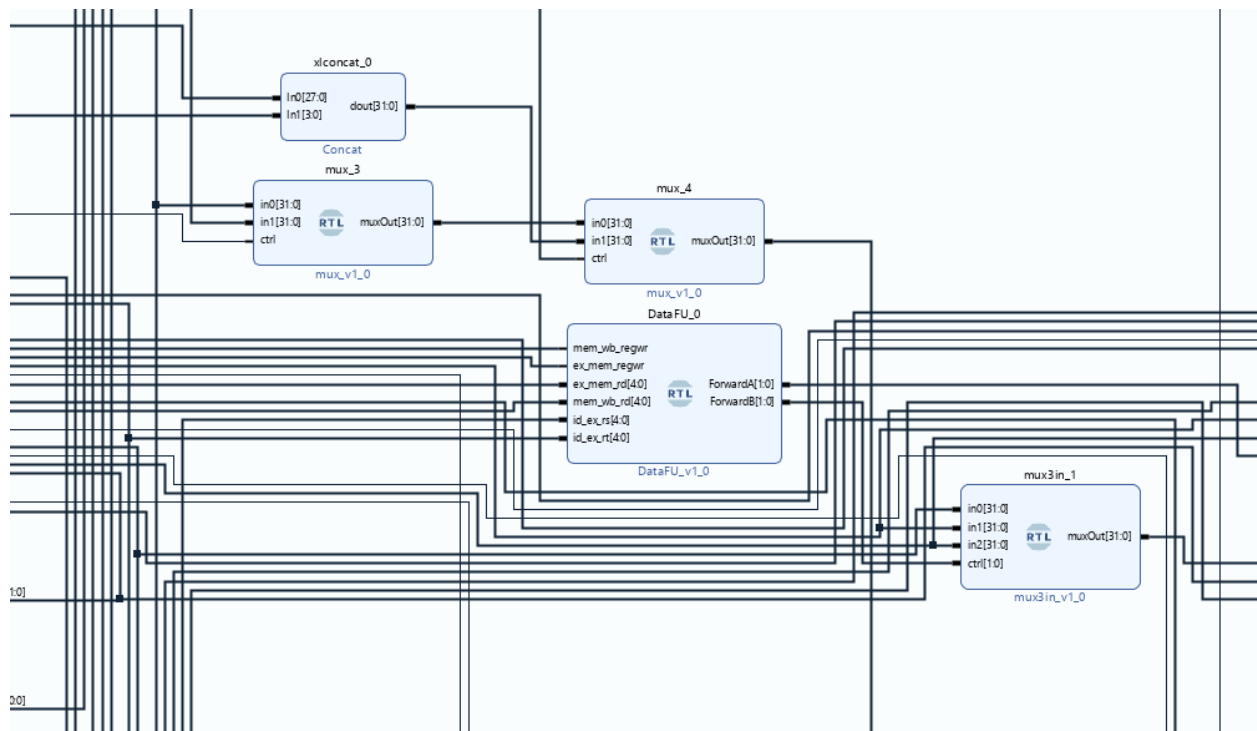 xlconcat_0
In0[27:0]
In1[3:0]
dout[31:0]
Concat
mux_3
in0[31:0]
in1[31:0]
ctrl
RTL
muxOut[31:0]
mux_v1_0
mux_4
in0[31:0]
in1[31:0]
ctrl
RTL
muxOut[31:0]
mux_v1_0
DataFU_0
mem_wb_regwr
ex_mem_regwr
ex_mem_rd[4:0]
mem_wb_rd[4:0]
id_ex_rs[4:0]
id_ex_rt[4:0]
RTL
ForwardA[1:0]
ForwardB[1:0]
DataFU_v1_0
mux3in_1
in0[31:0]
in1[31:0]
in2[31:0]
ctrl[1:0]
RTL
muxOut[31:0]
mux3in_v1_0
1:0]
0:0]